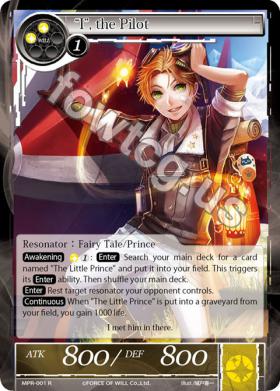 "I", the Pilot
WILL
1
fowtcg.us
Resonator : Fairy Tale/Prince
Awakening 1 : Enter Search your main deck for a card
named "The Little Prince" and put it into your field. This triggers
its Enter ability. Then shuffle your main deck.
Enter Rest target resonator your opponent controls.
Continuous When "The Little Prince" is put into a graveyard from
your field, you gain 1000 life.
I met him in there.
ATK 800/ DEF 800
MPR-001 R ©FORCE OF WILL Co.,Ltd. Illust.